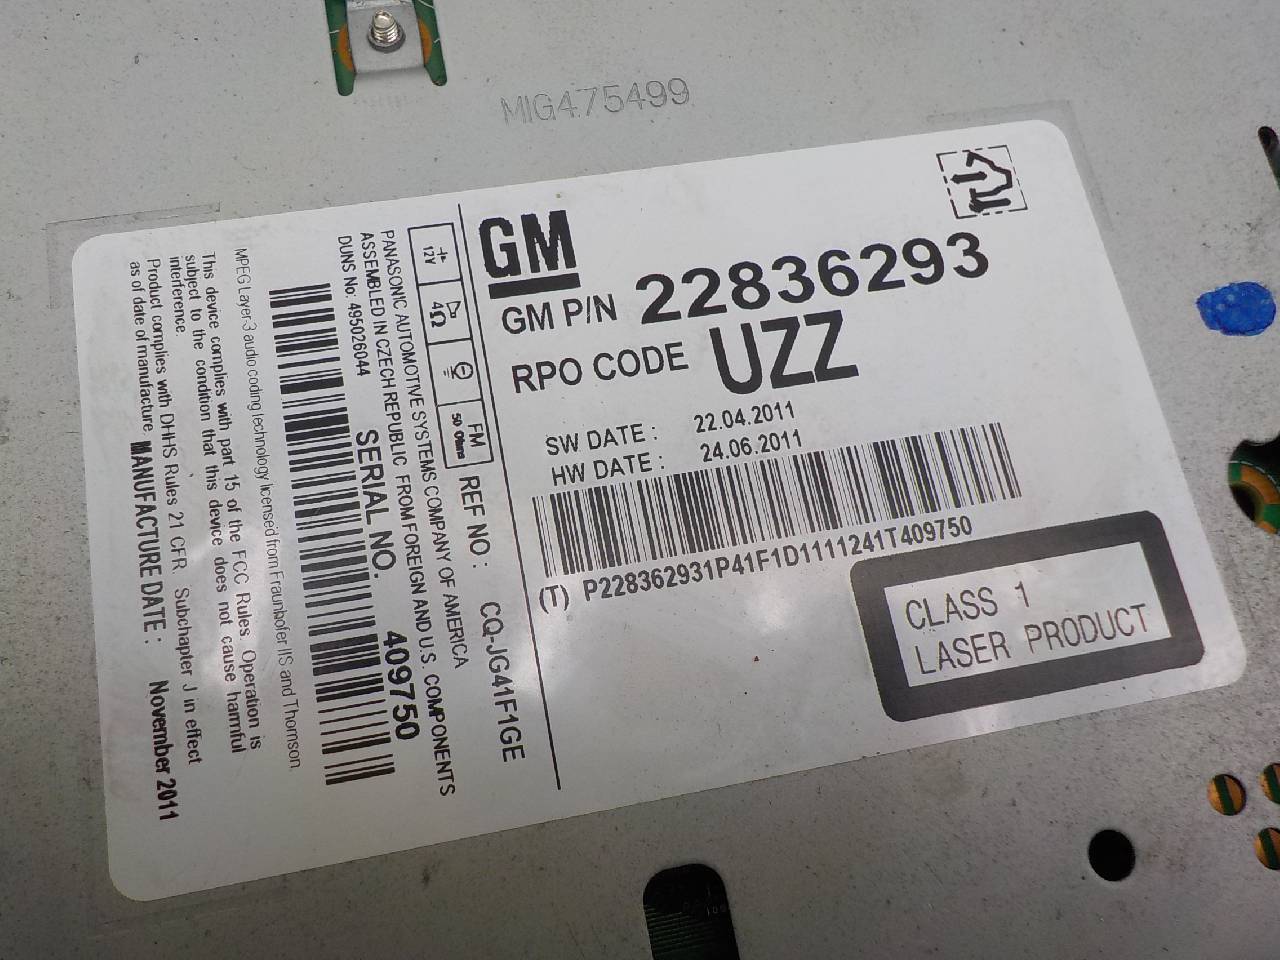 MIG475499
GM
GM P/N 22836293
RPO CODE UZZ
SW DATE : 22.04.2011
HW DATE : 24.06.2011
(T) P228362931P41F1D1111241T409750
CLASS 1
LASER PRODUCT
12V
4Ω
FM
50 Ohms
REF NO : CQ-JG41F1GE
PANASONIC AUTOMOTIVE SYSTEMS COMPANY OF AMERICA
ASSEMBLED IN CZECH REPUBLIC FROM FOREIGN AND U.S. COMPONENTS
DUNS No: 495026044
SERIAL NO. 409750
MPEG Layer-3 audio coding technology licensed from Fraunhofer IIS and Thomson.
This device complies with part 15 of the FCC Rules. Operation is
subject to the condition that this device does not cause harmful
interference.
Product complies with DHHS Rules 21 CFR Subchapter J in effect
as of date of manufacture. MANUFACTURE DATE : November 2011